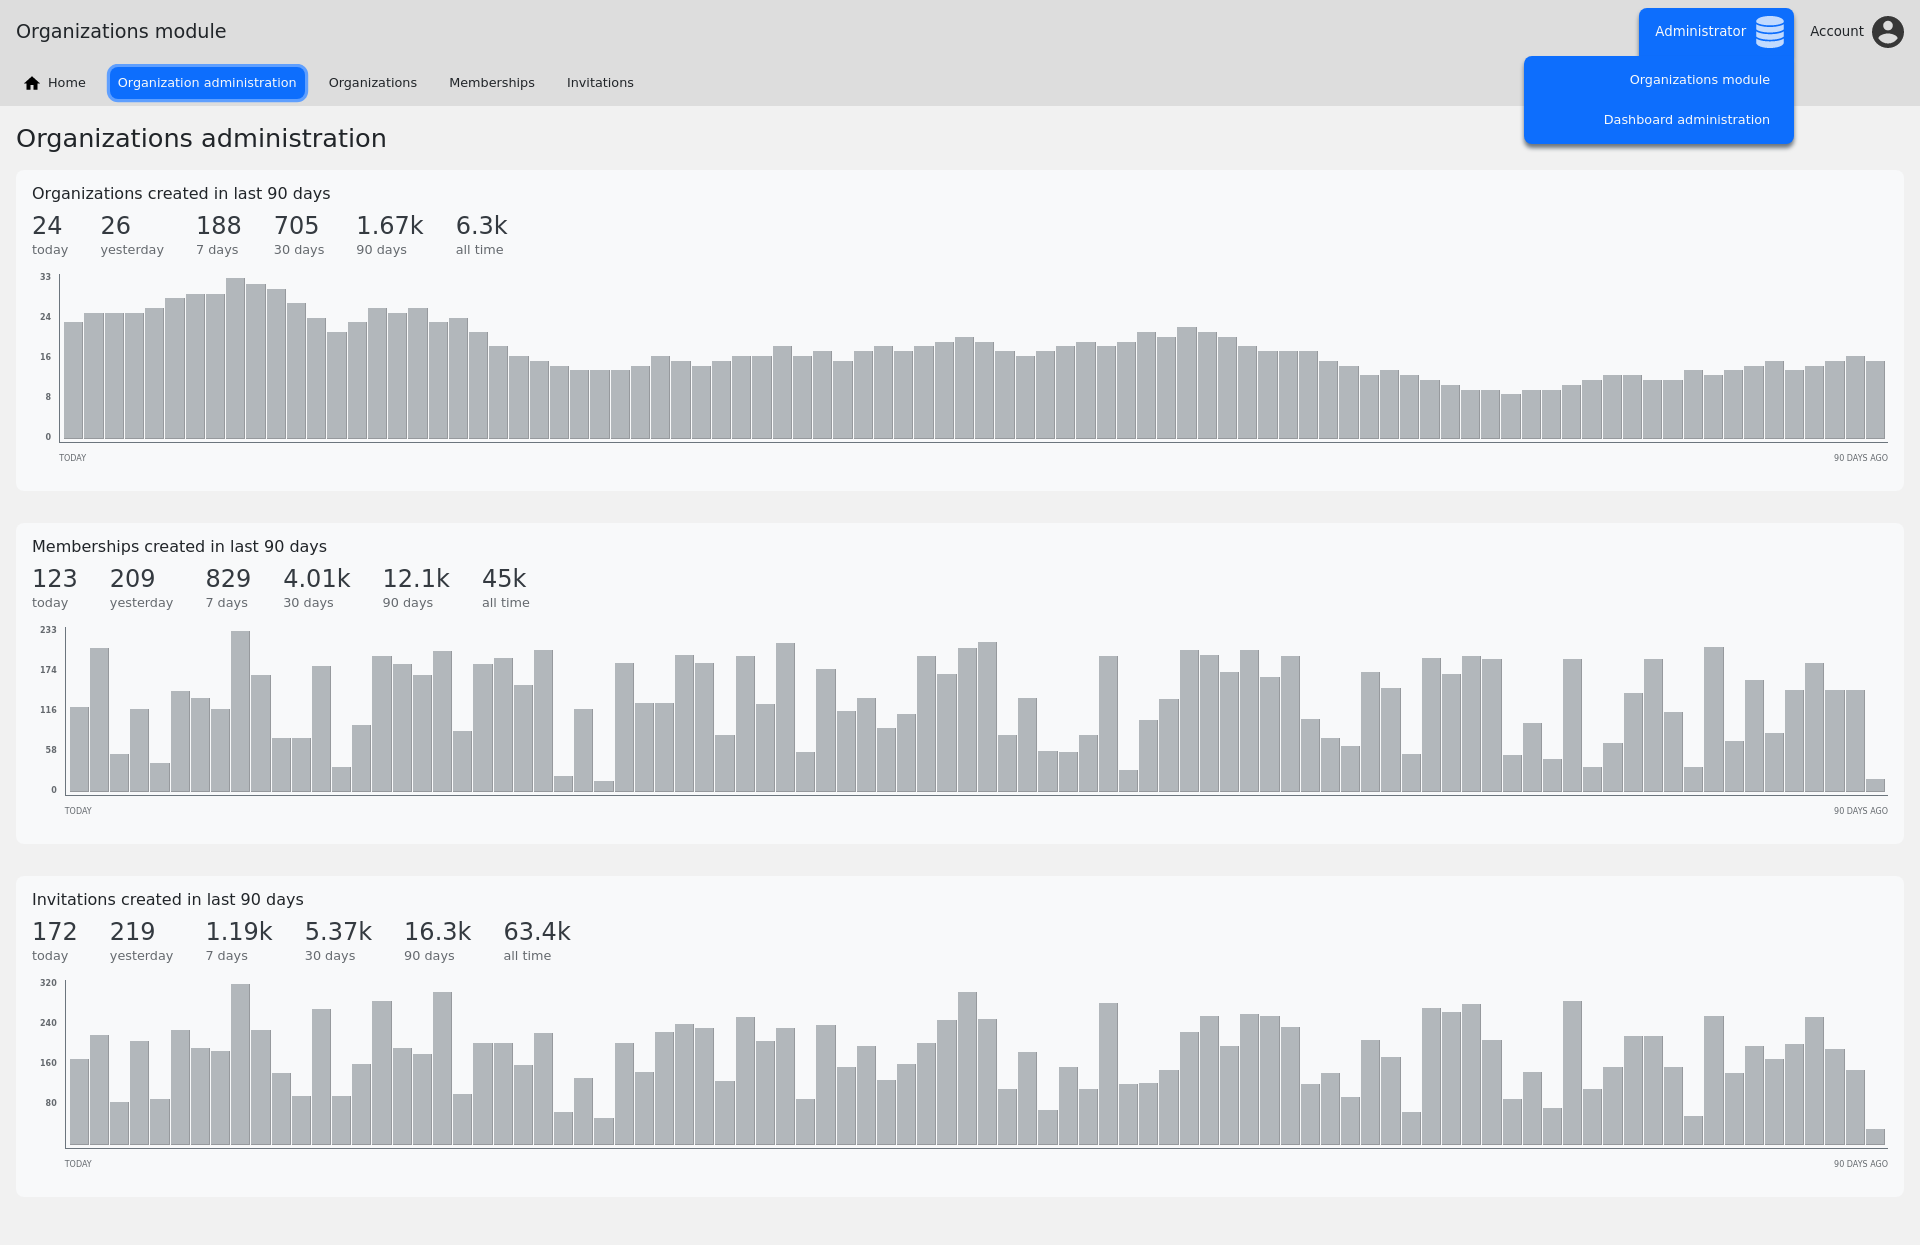 Organizations module
Administrator
Account
Home
Organization administration
Organizations
Memberships
Invitations
Organizations module
Dashboard administration
Organizations administration
Organizations created in last 90 days
24 26 188 705 1.67k 6.3k
today yesterday 7 days 30 days 90 days all time
33
24
16
8
0
TODAY 90 DAYS AGO
Memberships created in last 90 days
123 209 829 4.01k 12.1k 45k
today yesterday 7 days 30 days 90 days all time
233
174
116
58
0
TODAY 90 DAYS AGO
Invitations created in last 90 days
172 219 1.19k 5.37k 16.3k 63.4k
today yesterday 7 days 30 days 90 days all time
320
240
160
80
TODAY 90 DAYS AGO